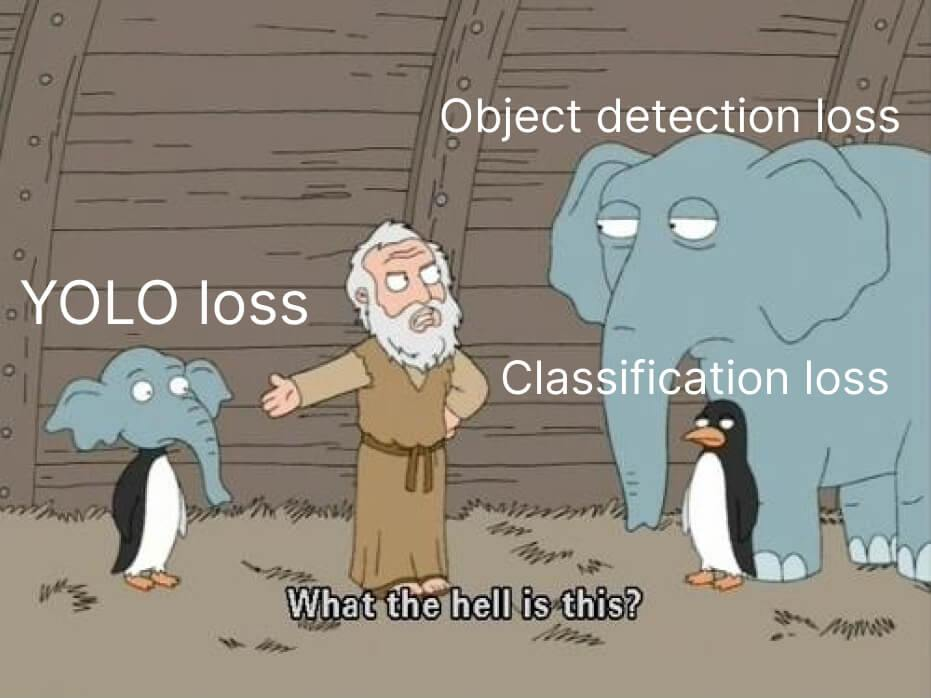 Object detection loss
YOLO loss
Classification loss
What the hell is this?